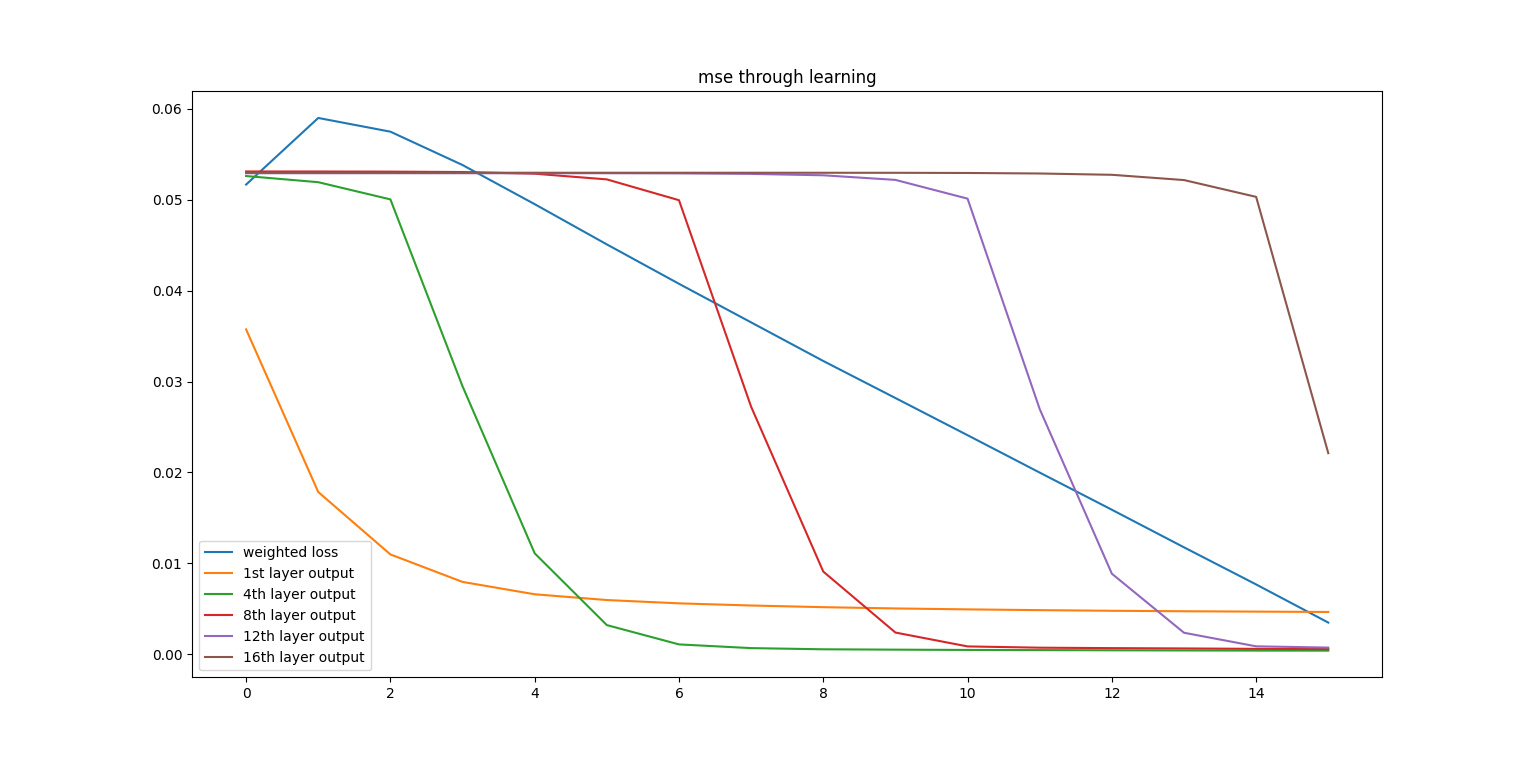 mse through learning
0.06
0.05
0.04
0.03
0.02
0.01
0.00
weighted loss
1st layer output
4th layer output
8th layer output
12th layer output
16th layer output
0 2 4 6 8 10 12 14